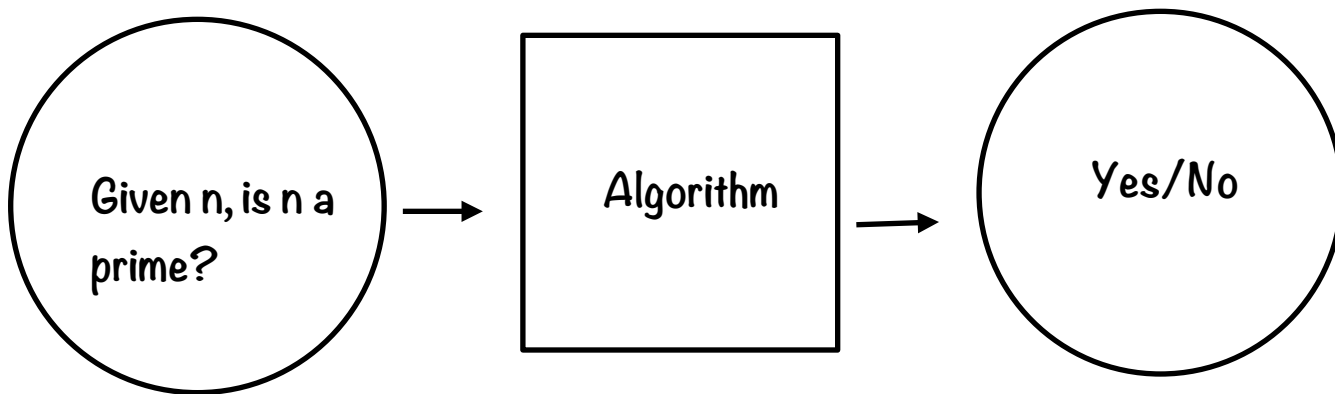 Given n, is n a
prime?
Algorithm
Yes/No